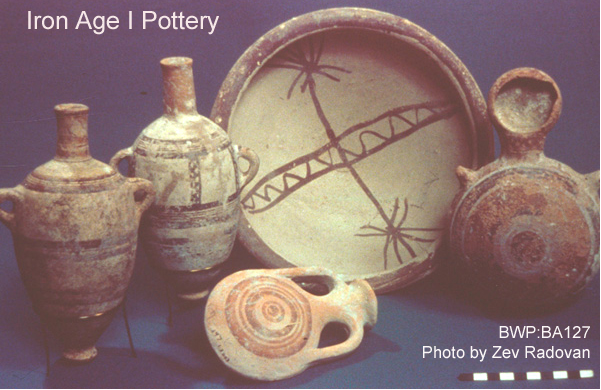 Iron Age I Pottery
BWP:BA127
Photo by Zev Radovan